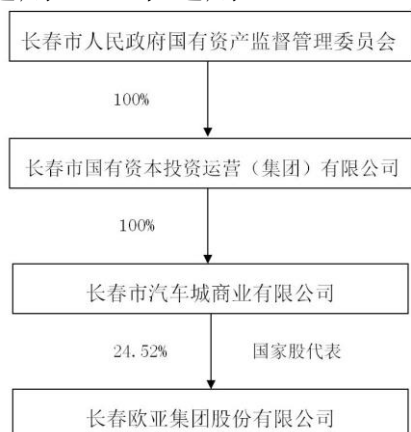 长春市人民政府国有资产监督管理委员会
100%
长春市国有资本投资运营（集团）有限公司
100%
长春市汽车城商业有限公司
24.52% 国家股代表
长春欧亚集团股份有限公司